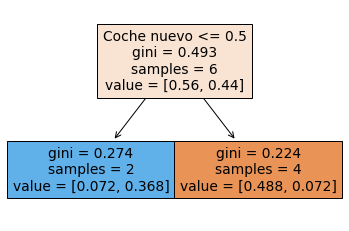 Coche nuevo <= 0.5
gini = 0.493
samples = 6
value = [0.56, 0.44]
gini = 0.274
samples = 2
value = [0.072, 0.368]
gini = 0.224
samples = 4
value = [0.488, 0.072]